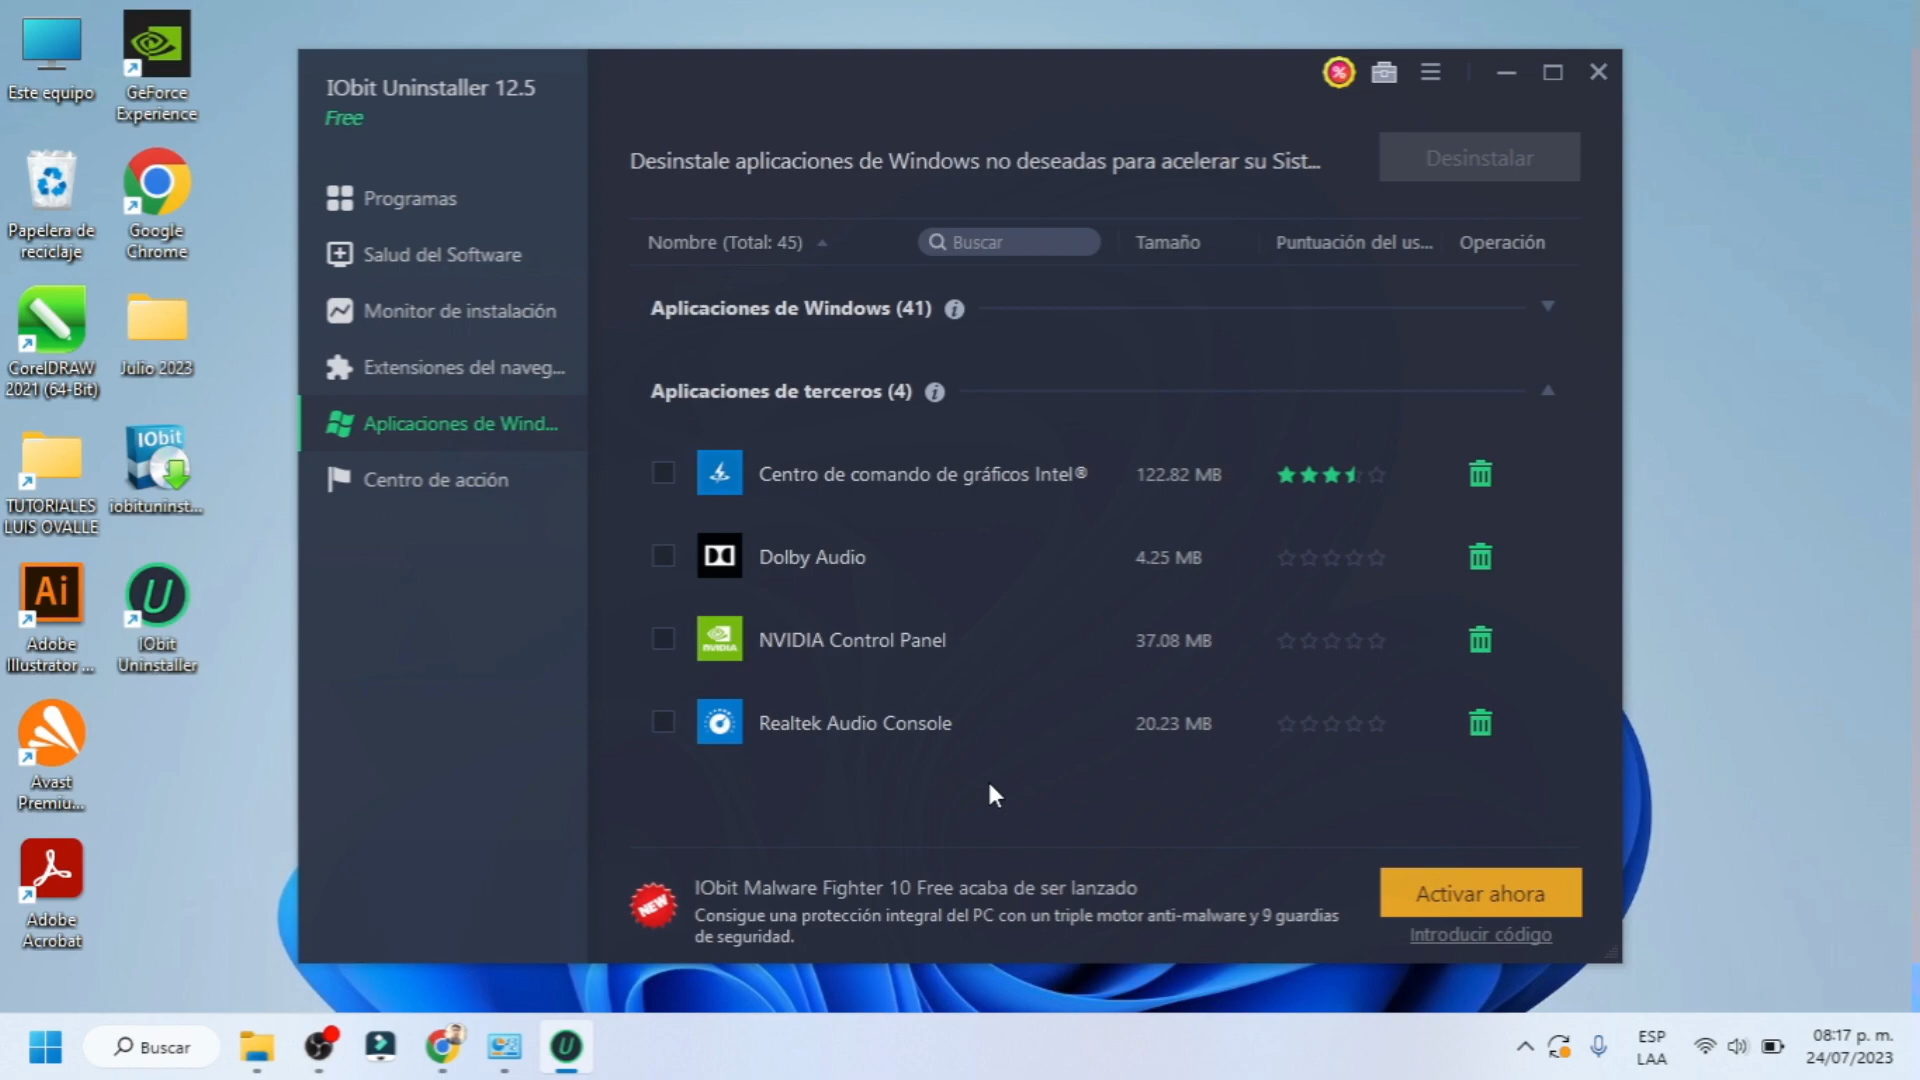 Este equipo
GeForce
Experience
Papelera de
reciclaje
Google
Chrome
CorelDRAW
2021 (64-Bit)
Julio 2023
TUTORIALES
LUIS OVALLE
IObit
iobituninst...
Ai
Adobe
Illustrator ...
IObit
Uninstaller
Avast
Premiu...
Adobe
Acrobat
IObit Uninstaller 12.5
Free
Programas
Salud del Software
Monitor de instalación
Extensiones del naveg...
Aplicaciones de Wind...
Centro de acción
Desinstale aplicaciones de Windows no deseadas para acelerar su Sist...
Desinstalar
Nombre (Total: 45)
Buscar
Tamaño
Puntuación del us...
Operación
Aplicaciones de Windows (41)
Aplicaciones de terceros (4)
Centro de comando de gráficos Intel®
122.82 MB
Dolby Audio
4.25 MB
NVIDIA
NVIDIA Control Panel
37.08 MB
Realtek Audio Console
20.23 MB
NEW
IObit Malware Fighter 10 Free acaba de ser lanzado
Consigue una protección integral del PC con un triple motor anti-malware y 9 guardias
de seguridad.
Activar ahora
Introducir código
Buscar
ESP
LAA
08:17 p. m.
24/07/2023